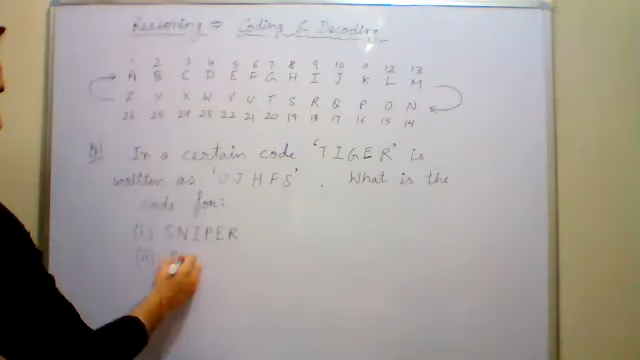 Reasoning ⇒ Coding & Decoding
1 2 3 4 5 6 7 8 9 10 11 12 13
A B C D E F G H I J K L M
Z Y X W V U T S R Q P O N
26 25 24 23 22 21 20 19 18 17 16 15 14
Q1 In a certain code 'TIGER' is
written as 'UJHFS'. What is the
code for:
(i) SNIPER
(ii)